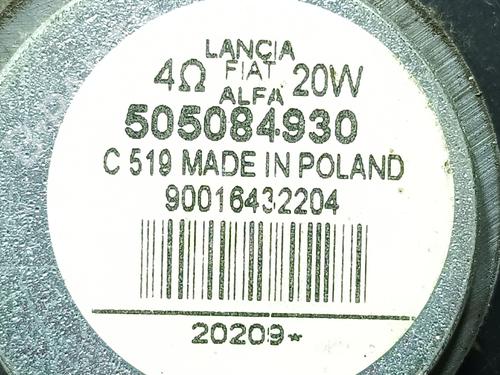 LANCIA
4Ω FIAT 20W
ALFA
505084930
C 519 MADE IN POLAND
90016432204
20209*